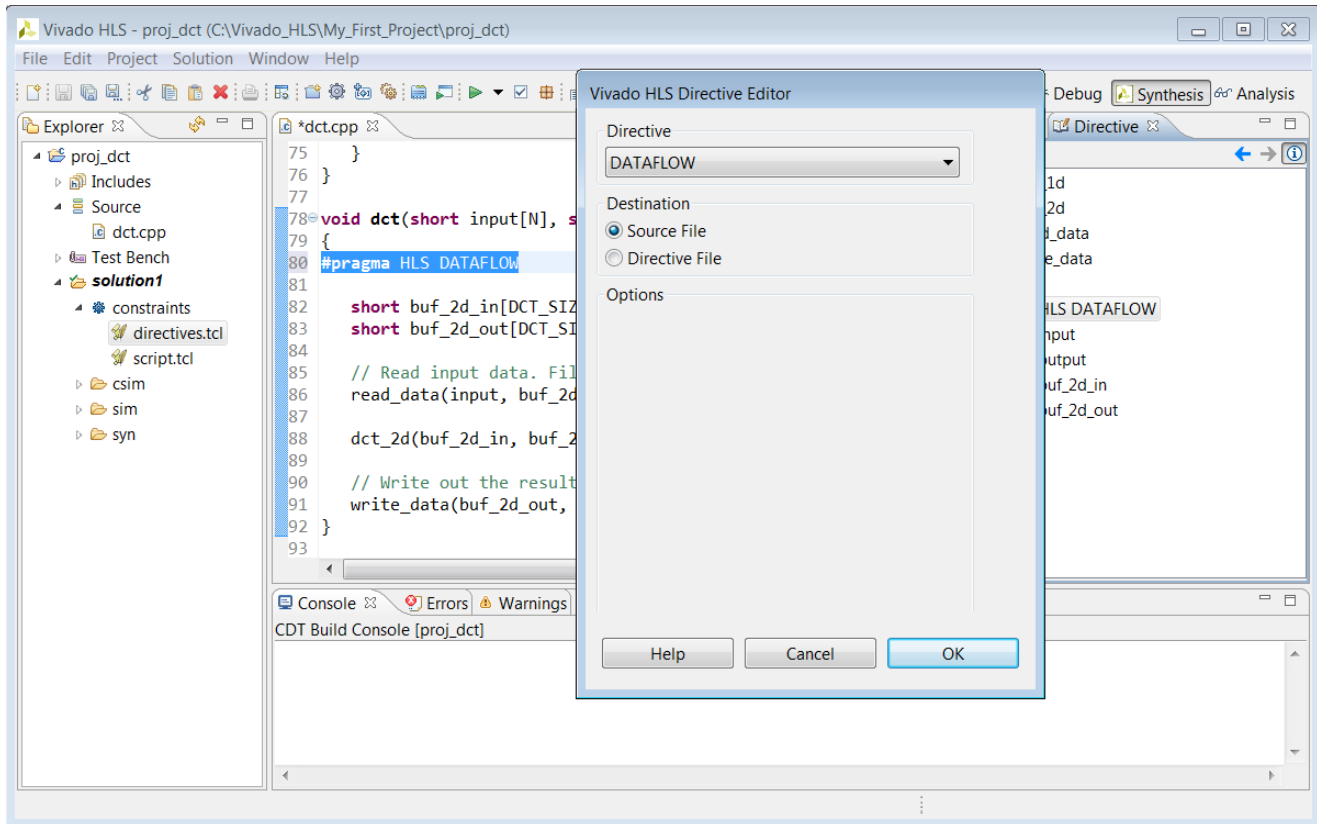 Vivado HLS - proj_dct (C:\Vivado_HLS\My_First_Project\proj_dct)
File Edit Project Solution Window Help
Debug Synthesis Analysis
Explorer
proj_dct
Includes
Source
dct.cpp
Test Bench
solution1
constraints
directives.tcl
script.tcl
csim
sim
syn
*dct.cpp
75 }
76 }
77
78 void dct(short input[N], s
79 {
80 #pragma HLS DATAFLOW
81
82 short buf_2d_in[DCT_SIZ
83 short buf_2d_out[DCT_SI
84
85 // Read input data. Fil
86 read_data(input, buf_2d
87
88 dct_2d(buf_2d_in, buf_2
89
90 // Write out the result
91 write_data(buf_2d_out,
92 }
93
Vivado HLS Directive Editor
Directive
DATAFLOW
Destination
Source File
Directive File
Options
Help Cancel OK
Directive
_1d
_2d
d_data
e_data
HLS DATAFLOW
nput
utput
uf_2d_in
uf_2d_out
Console Errors Warnings
CDT Build Console [proj_dct]